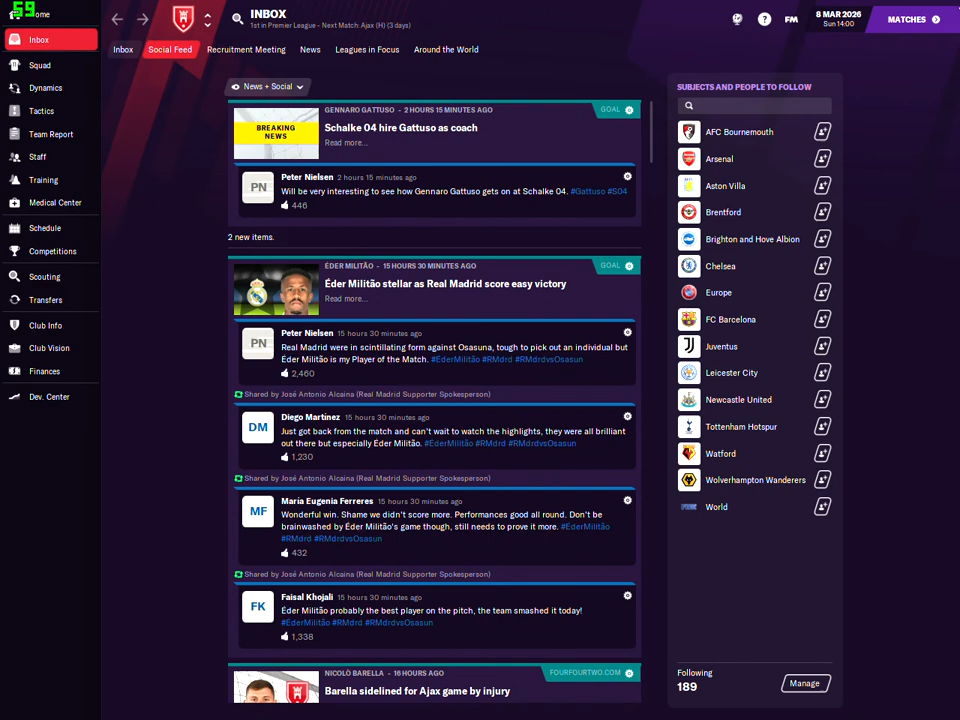 59
ome
INBOX
1st in Premier League - Next Match: Ajax (H) (3 days)
FM
8 MAR 2026
Sun 14:00
MATCHES
Inbox
Squad
Dynamics
Tactics
Team Report
Staff
Training
Medical Center
Schedule
Competitions
Scouting
Transfers
Club Info
Club Vision
Finances
Dev. Center
Inbox
Social Feed
Recruitment Meeting
News
Leagues in Focus
Around the World
News + Social
GENNARO GATTUSO - 2 HOURS 15 MINUTES AGO
GOAL
BREAKING
NEWS
Schalke 04 hire Gattuso as coach
Read more...
PN
Peter Nielsen 2 hours 15 minutes ago
Will be very interesting to see how Gennaro Gattuso gets on at Schalke 04. #Gattuso #S04
446
2 new items.
ÉDER MILITÃO - 15 HOURS 30 MINUTES AGO
GOAL
Éder Militão stellar as Real Madrid score easy victory
Read more...
PN
Peter Nielsen 15 hours 30 minutes ago
Real Madrid were in scintillating form against Osasuna, tough to pick out an individual but
Éder Militão is my Player of the Match. #EderMilitão #RMdrd #RMdrdvsOsasun
2,460
Shared by José Antonio Alcaina (Real Madrid Supporter Spokesperson)
DM
Diego Martínez 15 hours 30 minutes ago
Just got back from the match and can't wait to watch the highlights, they were all brilliant
out there but especially Éder Militão. #ÉderMilitão #RMdrd #RMdrdvsOsasun
1,230
Shared by José Antonio Alcaina (Real Madrid Supporter Spokesperson)
MF
María Eugenia Ferreres 15 hours 30 minutes ago
Wonderful win. Shame we didn't score more. Performances good all round. Don't be
brainwashed by Éder Militão's game though, still needs to prove it more. #ÉderMilitão
#RMdrd #RMdrdvsOsasun
432
Shared by José Antonio Alcaina (Real Madrid Supporter Spokesperson)
FK
Faisal Khojali 15 hours 30 minutes ago
Éder Militão probably the best player on the pitch, the team smashed it today!
#ÉderMilitão #RMdrd #RMdrdvsOsasun
1,338
NICOLÒ BARELLA - 16 HOURS AGO
FOURFOURTWO.COM
Barella sidelined for Ajax game by injury
SUBJECTS AND PEOPLE TO FOLLOW
AFC Bournemouth
Arsenal
Aston Villa
Brentford
Brighton and Hove Albion
Chelsea
Europe
FC Barcelona
Juventus
Leicester City
Newcastle United
Tottenham Hotspur
Watford
Wolverhampton Wanderers
World
Following
189
Manage